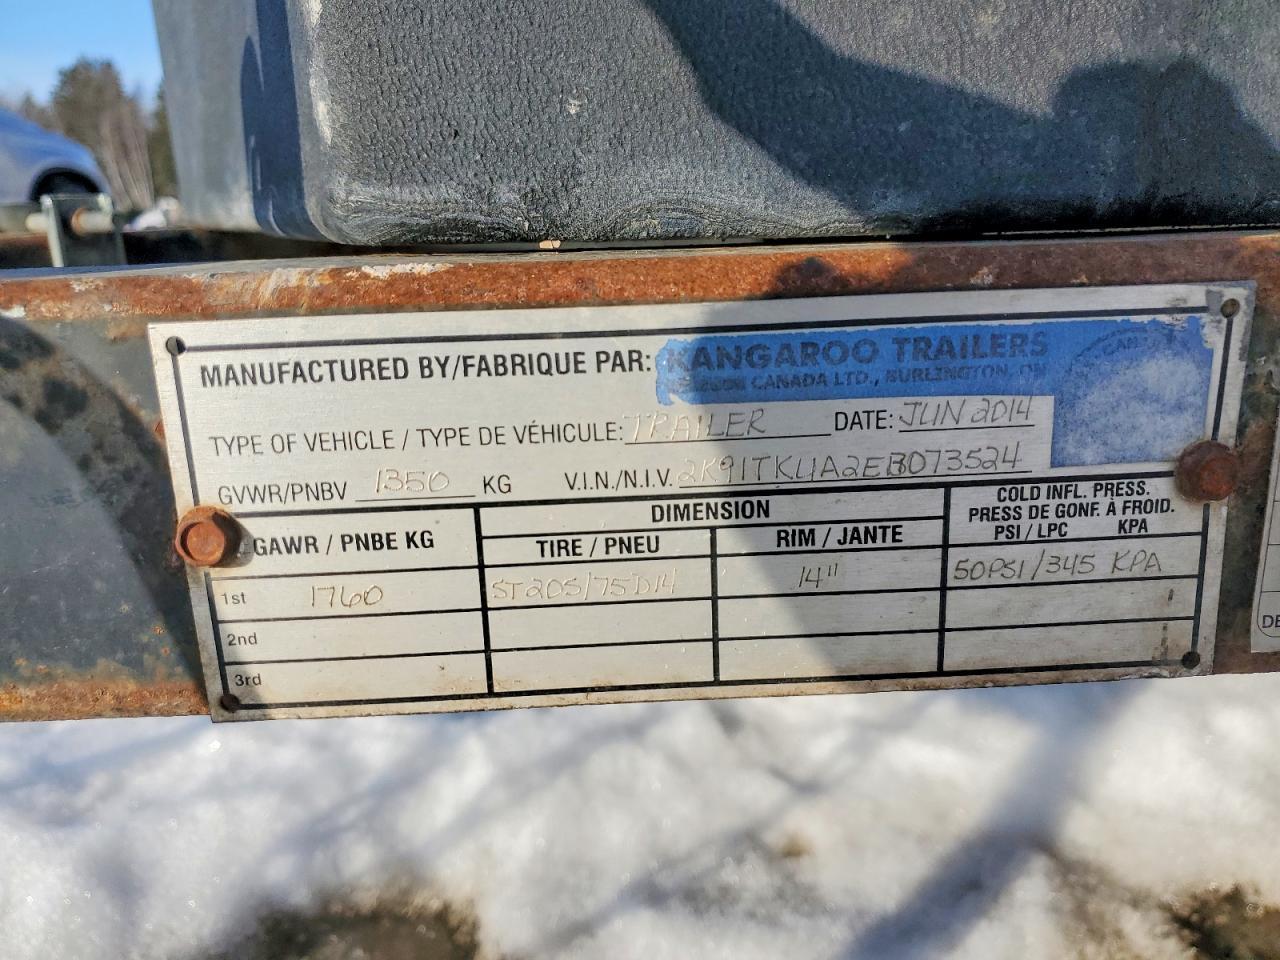 MANUFACTURED BY/FABRIQUE PAR: KANGAROO TRAILERS
CANADA LTD., BURLINGTON, ON
TYPE OF VEHICLE / TYPE DE VÉHICULE: TRAILER DATE: JUN 2014
GVWR/PNBV 1350 KG V.I.N./N.I.V. 2K91TKUA2EB073524
GAWR / PNBE KG
DIMENSION
TIRE / PNEU
RIM / JANTE
COLD INFL. PRESS.
PRESS DE GONF. À FROID.
PSI / LPC KPA
1st 1760 ST205/75D14 14" 50PSI/345 KPA
2nd
3rd
DE